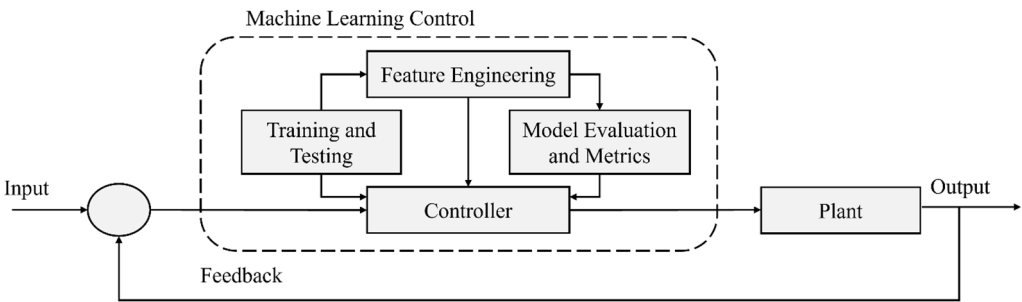 Machine Learning Control
Feature Engineering
Training and
Testing
Model Evaluation
and Metrics
Input
Controller
Plant
Output
Feedback